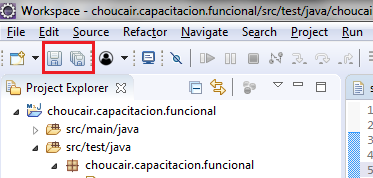 Workspace - choucair.capacitacion.funcional/src/test/java/choucai
File Edit Source Refactor Navigate Search Project Run
Project Explorer
choucair.capacitacion.funcional
src/main/java
src/test/java
choucair.capacitacion.funcional
s
1
2
3
4
5